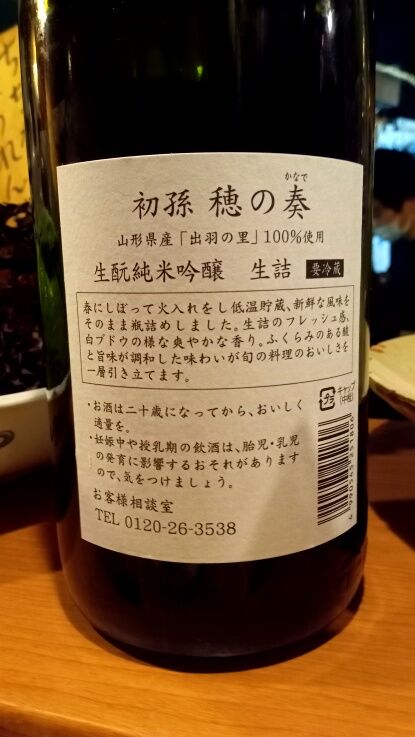 かなで
初孫 穂の奏
山形県産「出羽の里」100%使用
生酛純米吟醸 生詰 要冷蔵
春にしぼって火入れをし低温貯蔵、新鮮な風味を
そのまま瓶詰めしました。生詰のフレッシュ感、
白ブドウの様な爽やかな香り。ふくらみのある酸
と旨味が調和した味わいが旬の料理のおいしさを
一層引き立てます。
・お酒は二十歳になってから、おいしく
適量を。
・妊娠中や授乳期の飲酒は、胎児・乳児
の発育に影響するおそれがあります
ので、気をつけましょう。
プラ
キャップ
(中栓)
お客様相談室
TEL 0120-26-3538